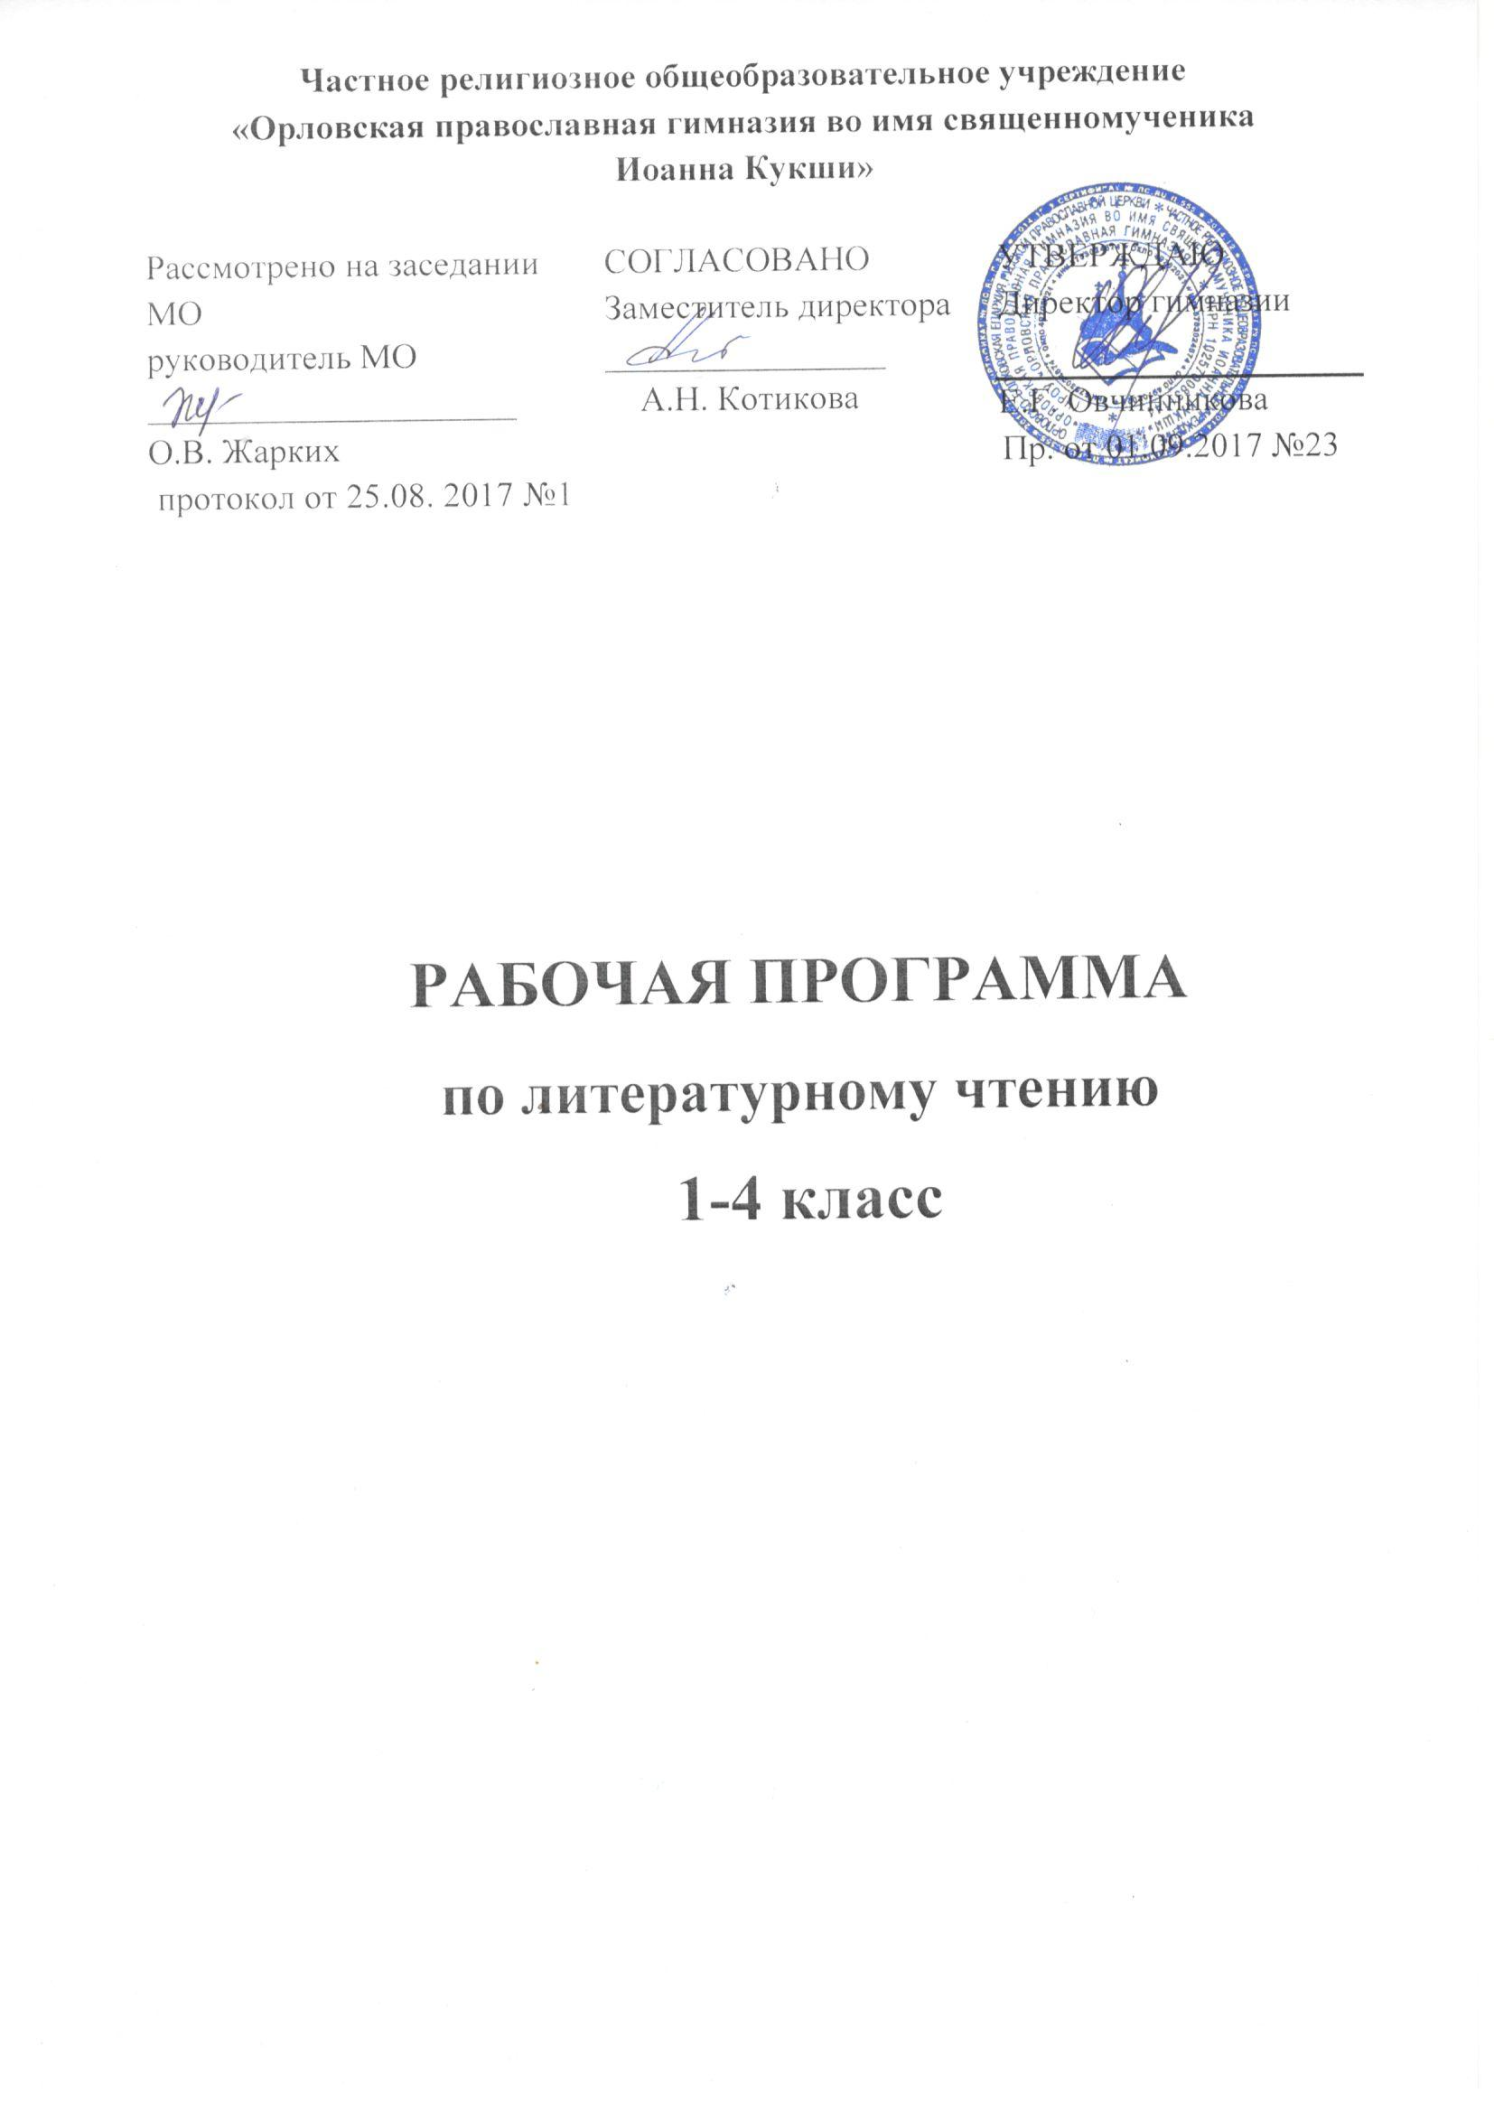 Частное религиозное общеобразовательное учреждение
«Орловская православная гимназия во имя священномученика
Иоанна Кукши»
Рассмотрено на заседании
МО
руководитель МО
О.В. Жарких
протокол от 25.08. 2017 №1
СОГЛАСОВАНО
Заместитель директора
А.Н. Котикова
УТВЕРЖДАЮ
Директор гимназии
Овчинникова
Пр. от 01.09.2017 №23
РАБОЧАЯ ПРОГРАММА
по литературному чтению
1-4 класс